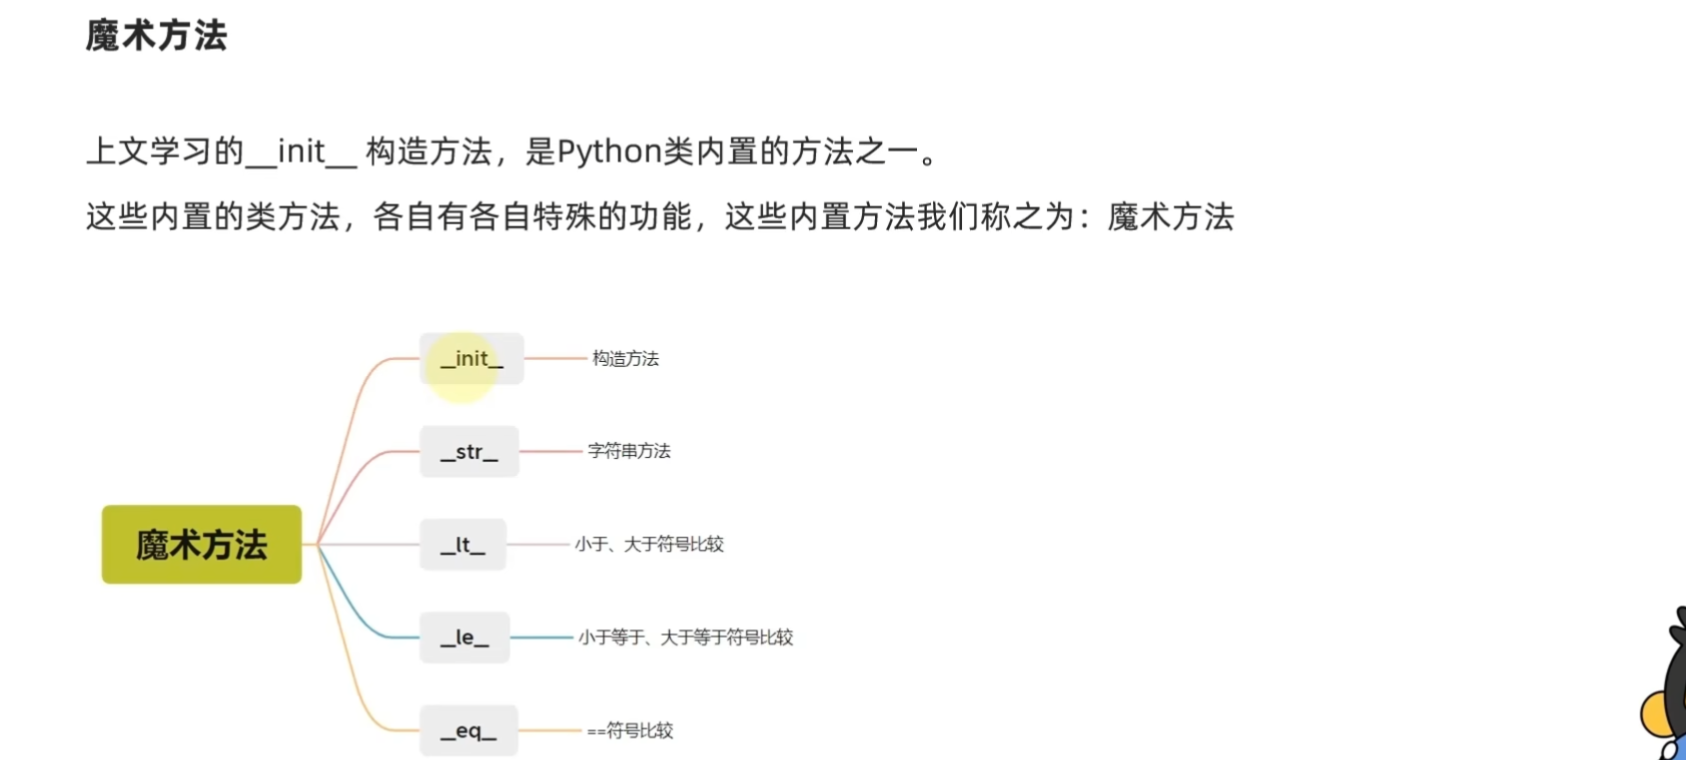 魔术方法
上文学习的__init__ 构造方法，是Python类内置的方法之一。
这些内置的类方法，各自有各自特殊的功能，这些内置方法我们称之为：魔术方法
_init_ 构造方法
_str_ 字符串方法
魔术方法
_lt_ 小于、大于符号比较
_le_ 小于等于、大于等于符号比较
_eq_ ==符号比较